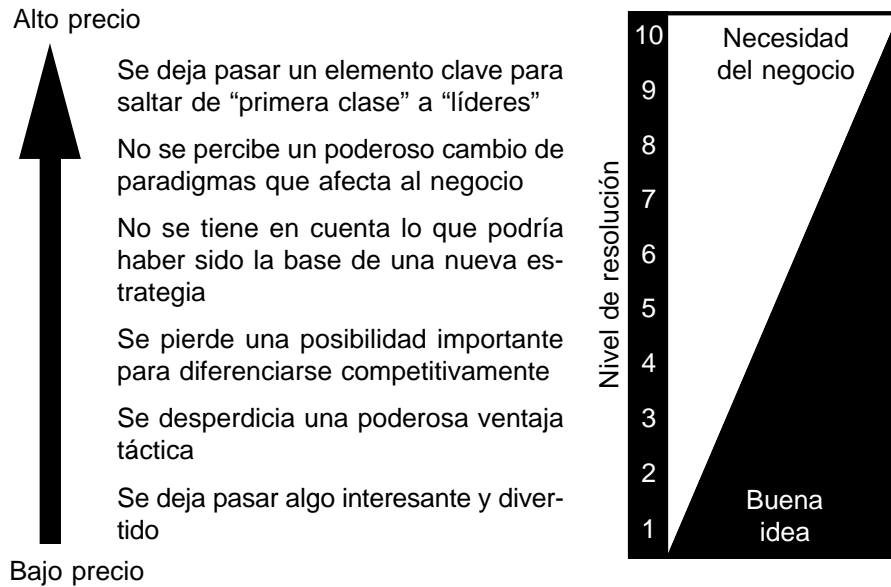 Alto precio
Se deja pasar un elemento clave para
saltar de “primera clase” a “líderes”
No se percibe un poderoso cambio de
paradigmas que afecta al negocio
No se tiene en cuenta lo que podría
haber sido la base de una nueva es-
trategia
Se pierde una posibilidad importante
para diferenciarse competitivamente
Se desperdicia una poderosa ventaja
táctica
Se deja pasar algo interesante y diver-
tido
Bajo precio
Nivel de resolución
10
9
8
7
6
5
4
3
2
1
Necesidad
del negocio
Buena
idea